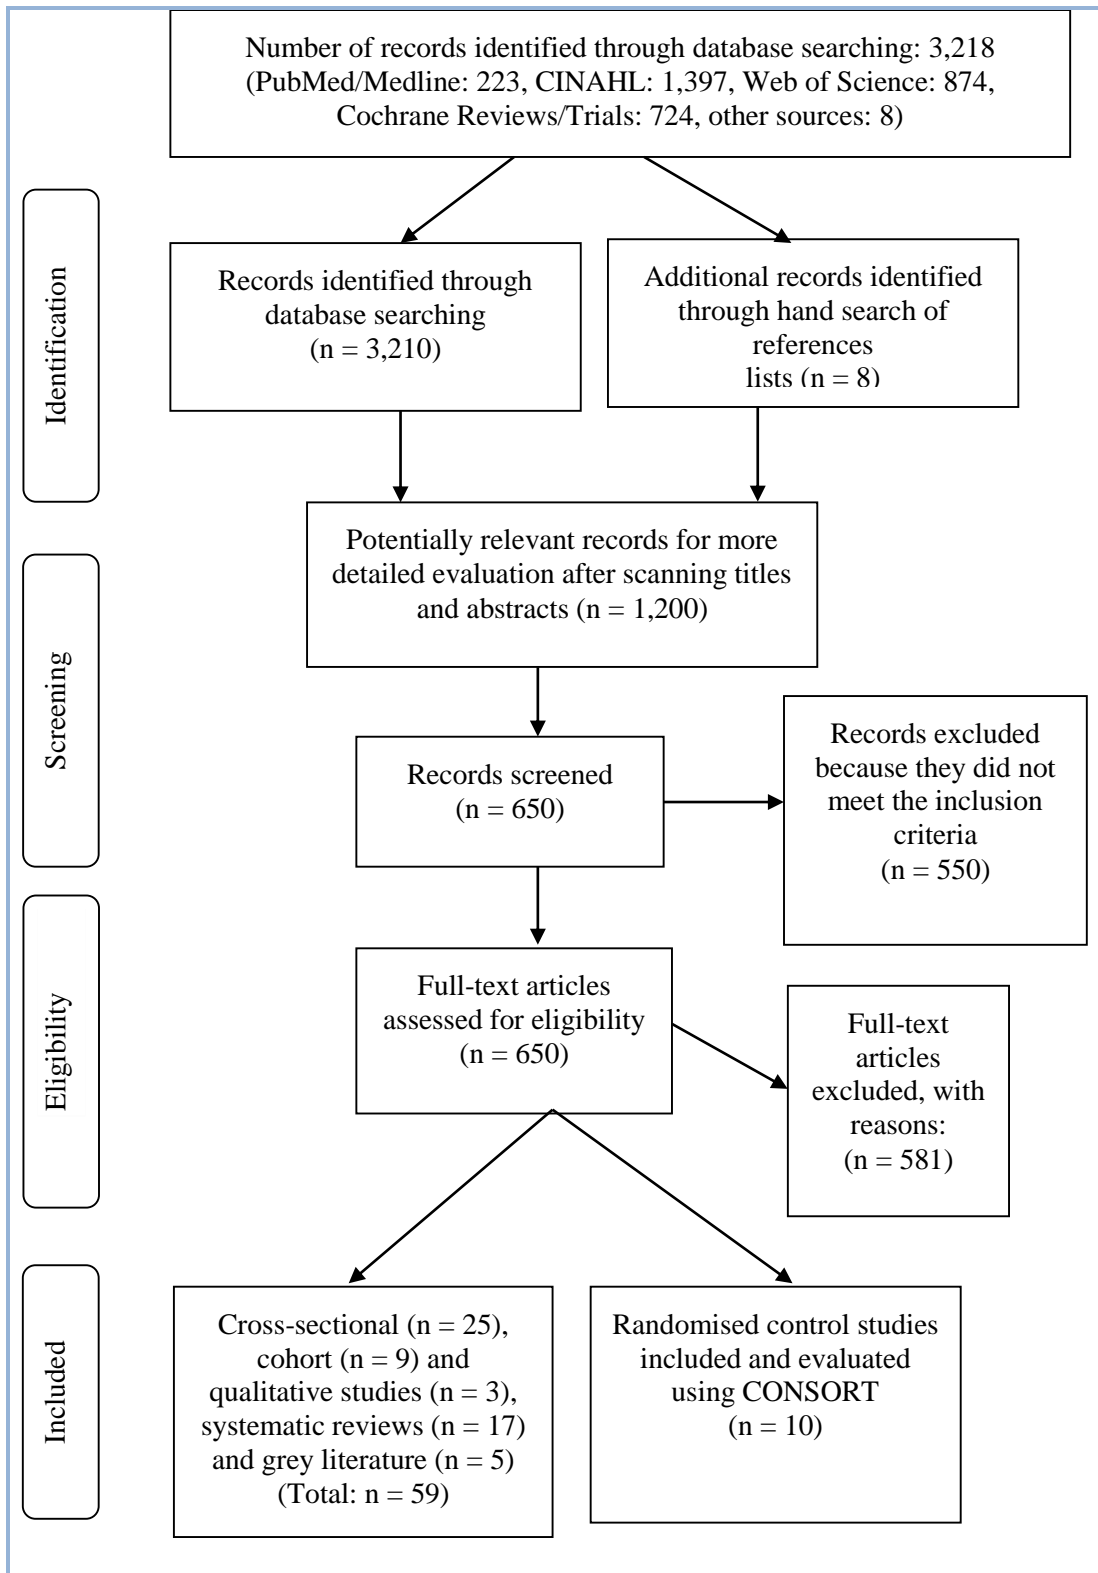 Number of records identified through database searching: 3,218
(PubMed/Medline: 223, CINAHL: 1,397, Web of Science: 874,
Cochrane Reviews/Trials: 724, other sources: 8)
Identification
Records identified through
database searching
(n = 3,210)
Additional records identified
through hand search of
references
lists (n = 8)
Screening
Potentially relevant records for more
detailed evaluation after scanning titles
and abstracts (n = 1,200)
Records screened
(n = 650)
Records excluded
because they did not
meet the inclusion
criteria
(n = 550)
Eligibility
Full-text articles
assessed for eligibility
(n = 650)
Full-text
articles
excluded, with
reasons:
(n = 581)
Included
Cross-sectional (n = 25),
cohort (n = 9) and
qualitative studies (n = 3),
systematic reviews (n = 17)
and grey literature (n = 5)
(Total: n = 59)
Randomised control studies
included and evaluated
using CONSORT
(n = 10)